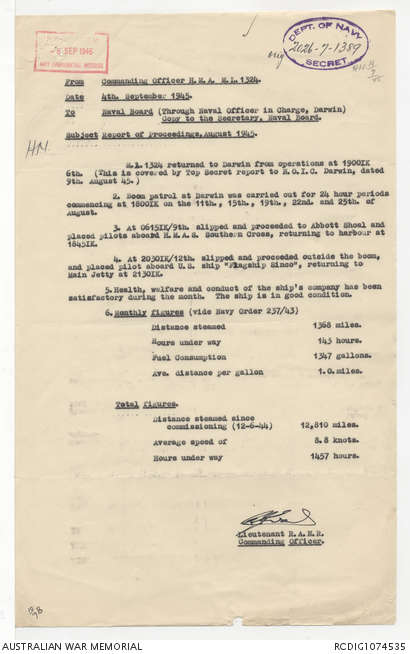 SEP 1945
DEPT. OF NAVY
2026-7-1389
SECRET
From Commanding Officer H.M.A. M.L. 1324.
Date 4th. September 1945.
To Naval Board (Through Naval Officer in Charge, Darwin)
Copy to the Secretary, Naval Board.
Subject Report of Proceedings, August 1945.
M.L. 1324 returned to Darwin from operations at 1900IK
6th. (This is covered by Top Secret report to N.O.I.C. Darwin, dated
9th. August 45.)
2. Boom patrol at Darwin was carried out for 24 hour periods
commencing at 1800IK on the 11th., 15th., 19th., 22nd. and 25th. of
August.
3. At 0615IK/9th. slipped and proceeded to Abbott Shoal and
placed pilots aboard H.M.A.S. Southern Cross, returning to harbour at
1845IK.
4. At 2030IK/12th. slipped and proceeded outside the boom,
and placed pilot aboard U.S. ship "Flagship Sinco", returning to
Main Jetty at 2130IK.
5. Health, welfare and conduct of the ship's company has been
satisfactory during the month. The ship is in good condition.
6. Monthly figures (vide Navy Order 237/43)
Distance steamed 1368 miles.
Hours under way 143 hours.
Fuel Consumption 1347 gallons.
Ave. distance per gallon 1.0.miles.
Total figures.
Distance steamed since
commissioning (12-6-44) 12,810 miles.
Average speed of 8.8 knots.
Hours under way 1457 hours.
Lieutenant R.A.N.R.
Commanding Officer.
AUSTRALIAN WAR MEMORIAL RCDIG1074535